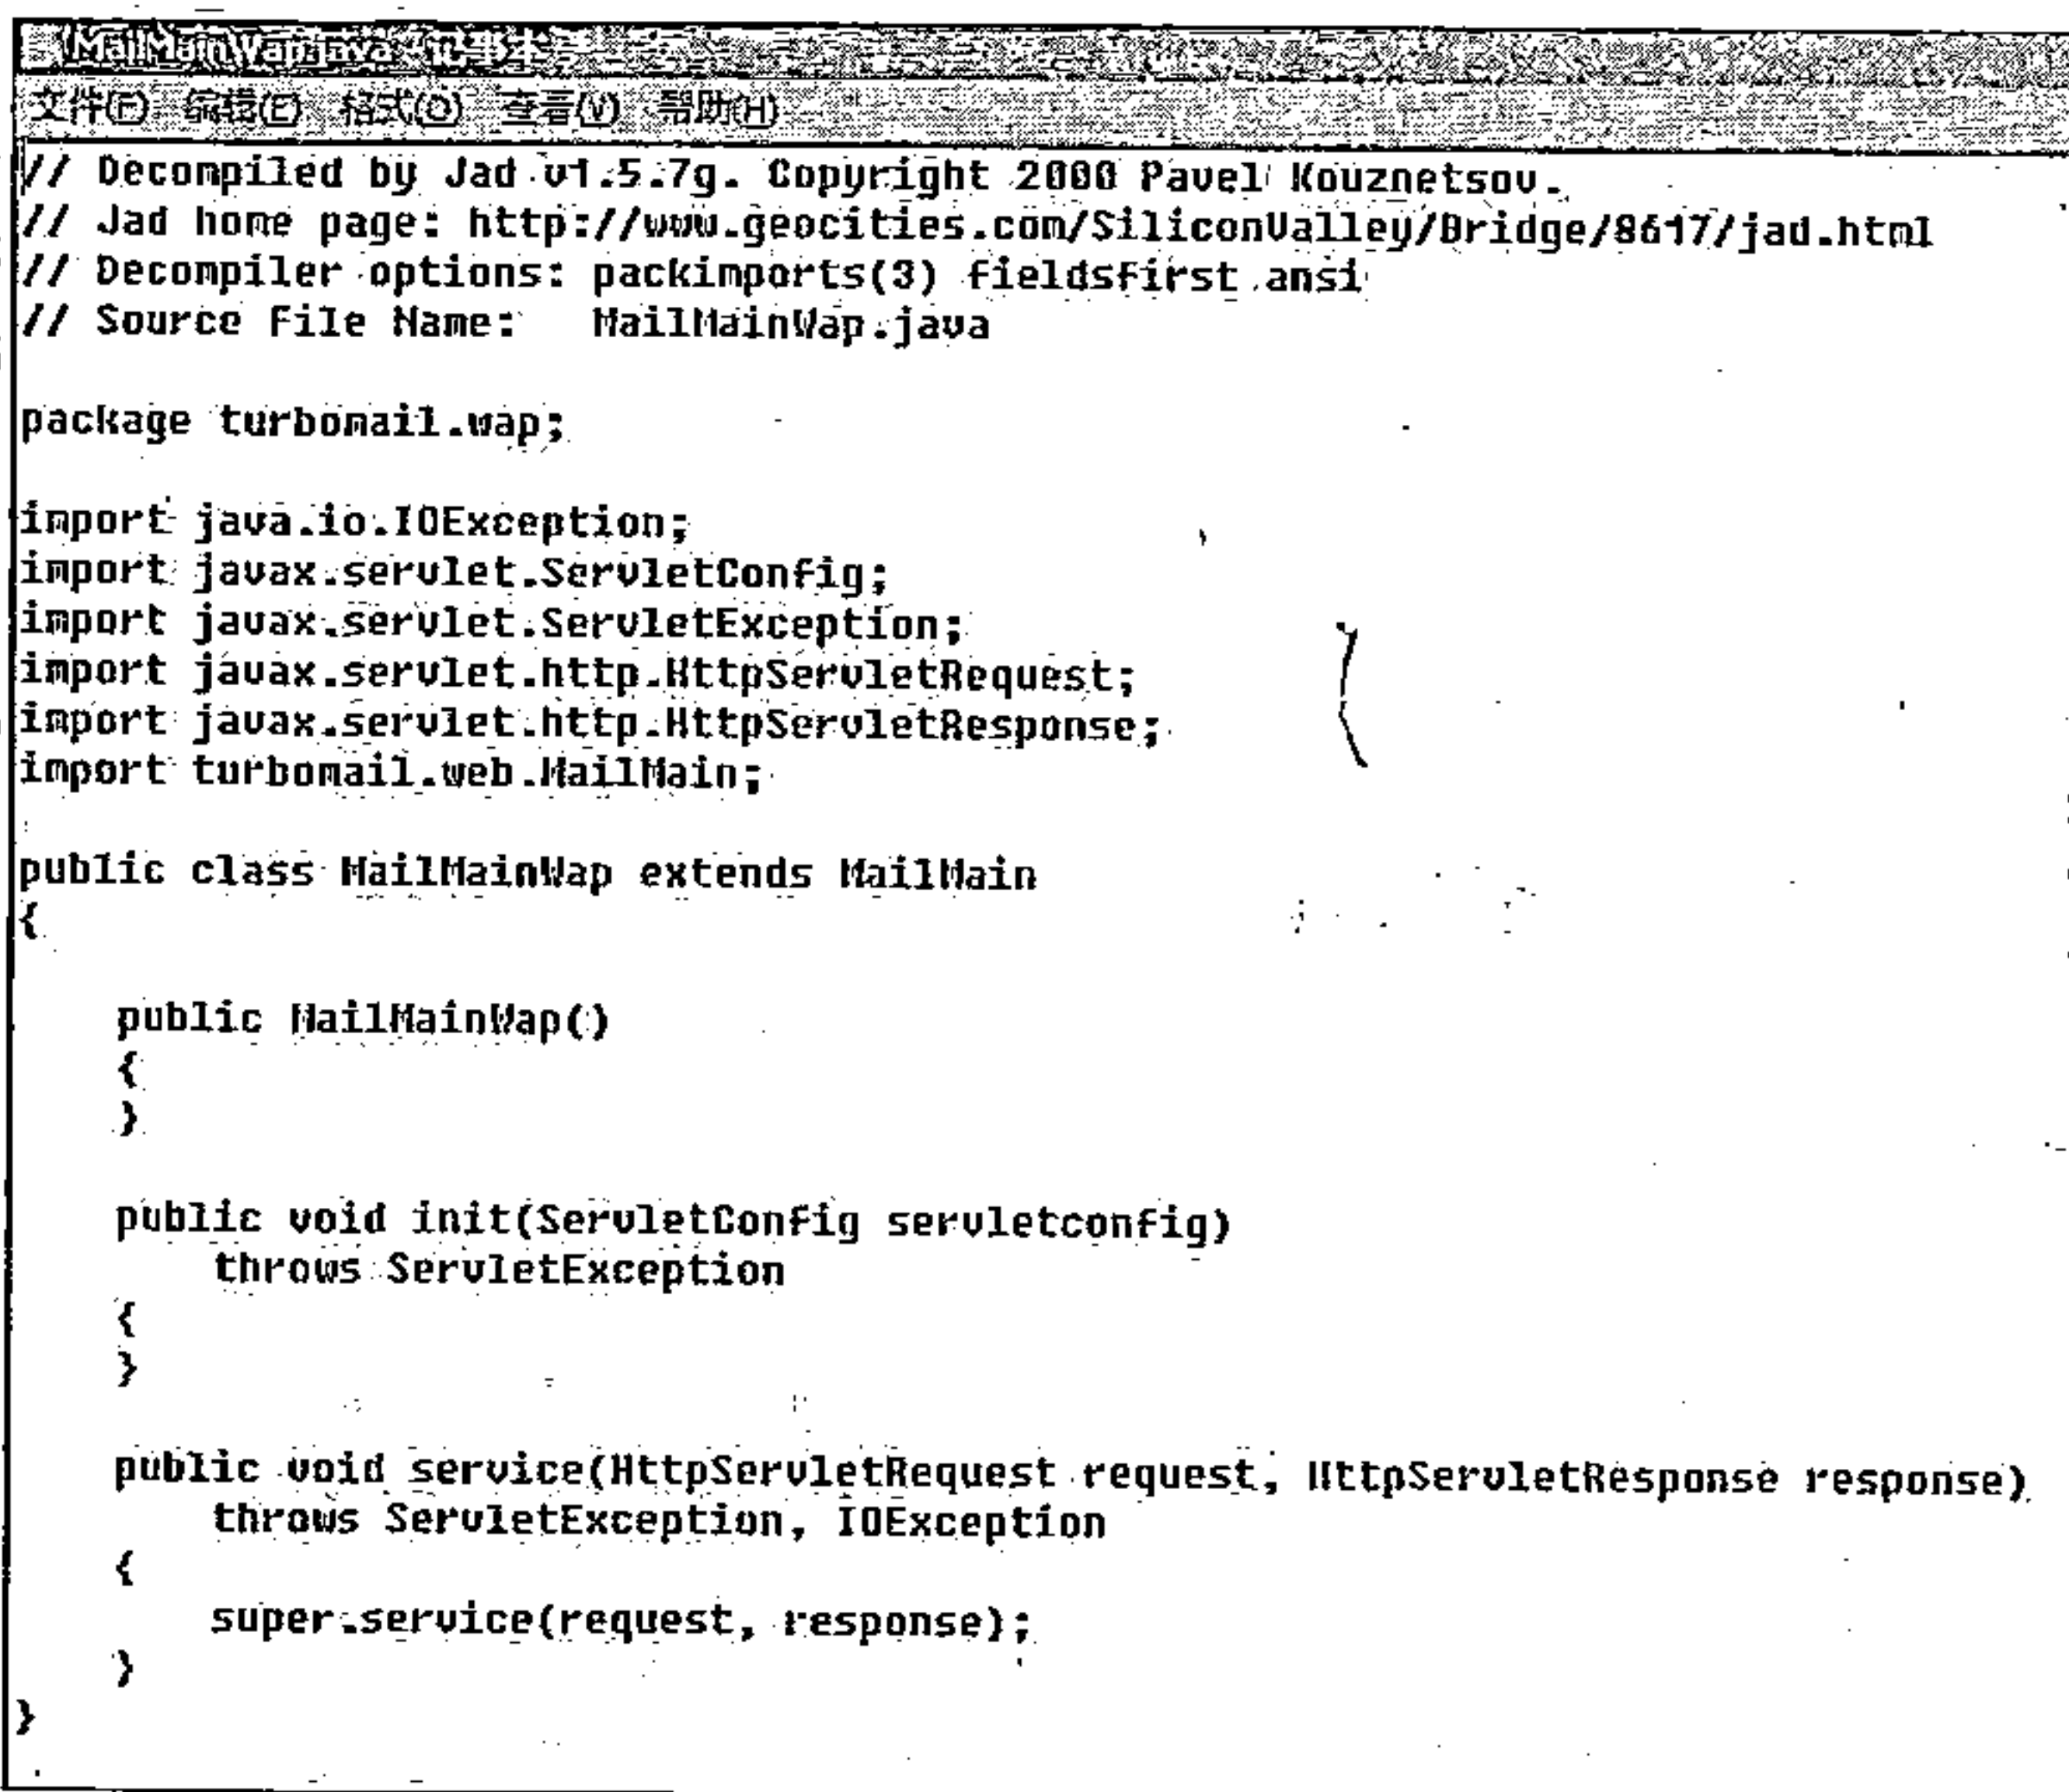 MailMainWap.java - 记事本
文件(F) 编辑(E) 格式(O) 查看(V) 帮助(H)
// Decompiled by Jad v1.5.7g. Copyright 2000 Pavel Kouznetsov.
// Jad home page: http://www.geocities.com/SiliconValley/Bridge/8617/jad.html
// Decompiler options: packimports(3) fieldsfirst ansi
// Source File Name:   MailMainWap.java
package turbomail.wap;
import java.io.IOException;
import javax.servlet.ServletConfig;
import javax.servlet.ServletException;
import javax.servlet.http.HttpServletRequest;
import javax.servlet.http.HttpServletResponse;
import turbomail.web.MailMain;
public class MailMainWap extends MailMain
{
    public MailMainWap()
    {
    }
    public void init(ServletConfig servletconfig)
        throws ServletException
    {
    }
    public void service(HttpServletRequest request, HttpServletResponse response)
        throws ServletException, IOException
    {
        super.service(request, response);
    }
}